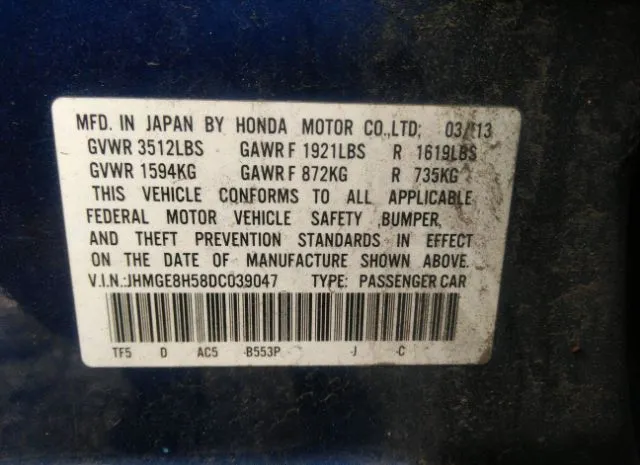 MFD. IN JAPAN BY HONDA MOTOR CO.,LTD; 03/13
GVWR 3512LBS GAWR F 1921LBS R 1619LBS
GVWR 1594KG GAWR F 872KG R 735KG
THIS VEHICLE CONFORMS TO ALL APPLICABLE
FEDERAL MOTOR VEHICLE SAFETY ,BUMPER,
AND THEFT PREVENTION STANDARDS IN EFFECT
ON THE DATE OF MANUFACTURE SHOWN ABOVE.
V.I.N.:JHMGE8H58DC039047 TYPE: PASSENGER CAR
TF5 D AC5 -B553P -J -C